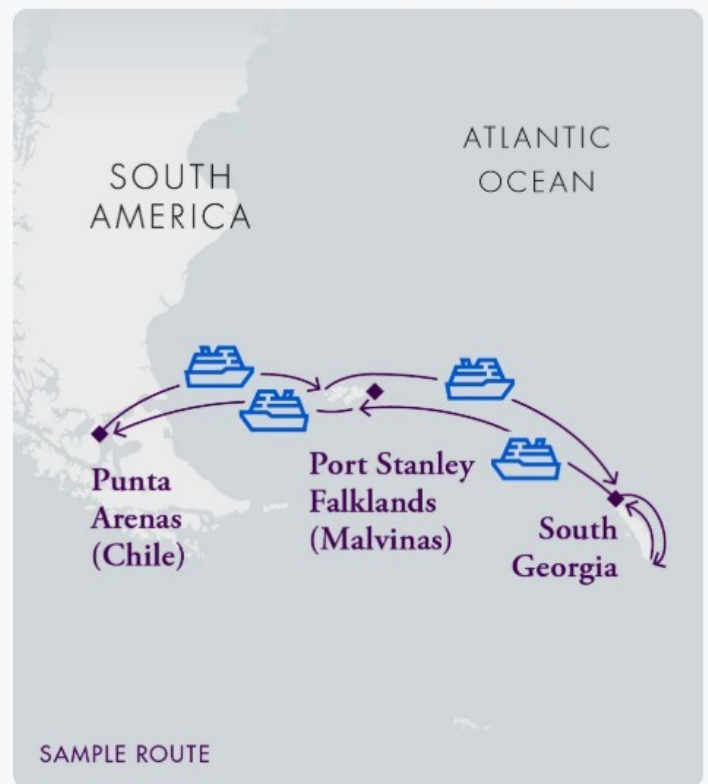 SOUTH
AMERICA
ATLANTIC
OCEAN
Punta
Arenas
(Chile)
Port Stanley
Falklands
(Malvinas)
South
Georgia
SAMPLE ROUTE